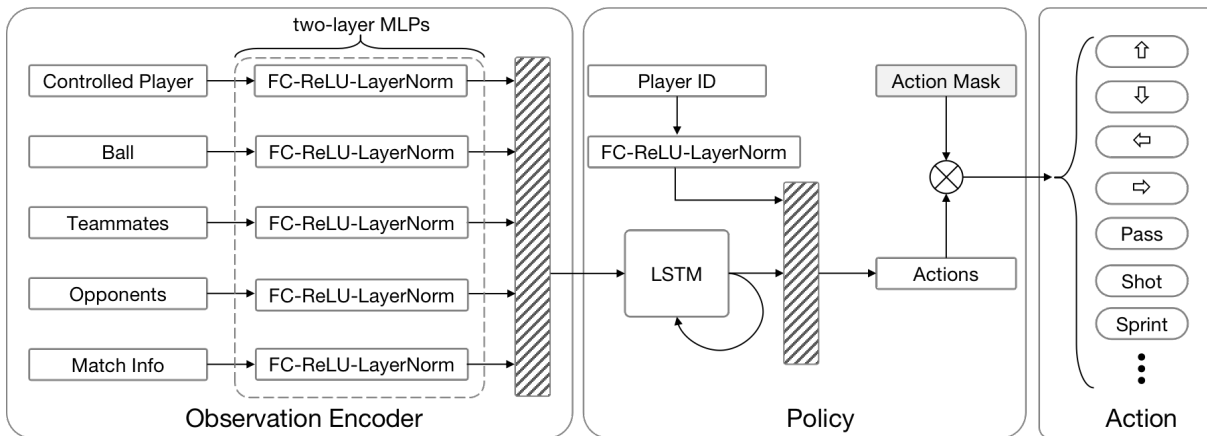 two-layer MLPs
Controlled Player
FC-ReLU-LayerNorm
Ball
FC-ReLU-LayerNorm
Teammates
FC-ReLU-LayerNorm
Opponents
FC-ReLU-LayerNorm
Match Info
FC-ReLU-LayerNorm
Observation Encoder
Player ID
FC-ReLU-LayerNorm
LSTM
Action Mask
Actions
Policy
⇧
⇩
⇦
⇨
Pass
Shot
Sprint
Action